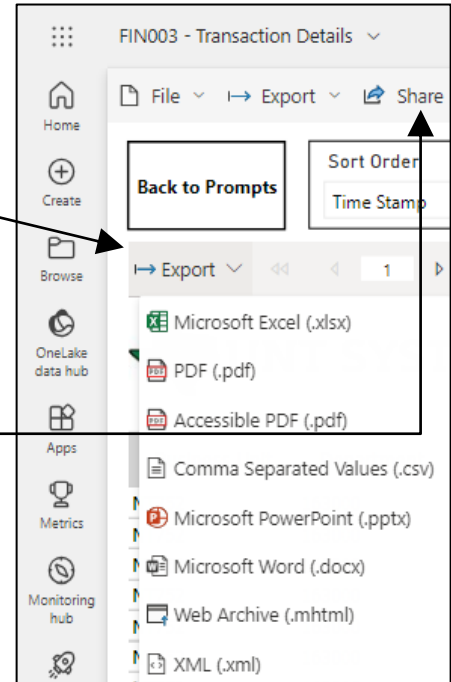 FIN003 - Transaction Details
File Export Share
Home
Create
Browse
OneLake
data hub
Apps
Metrics
Monitoring
hub
Back to Prompts
Sort Order
Time Stamp
Export 1
Microsoft Excel (.xlsx)
PDF (.pdf)
Accessible PDF (.pdf)
Comma Separated Values (.csv)
Microsoft PowerPoint (.pptx)
Microsoft Word (.docx)
Web Archive (.mhtml)
XML (.xml)